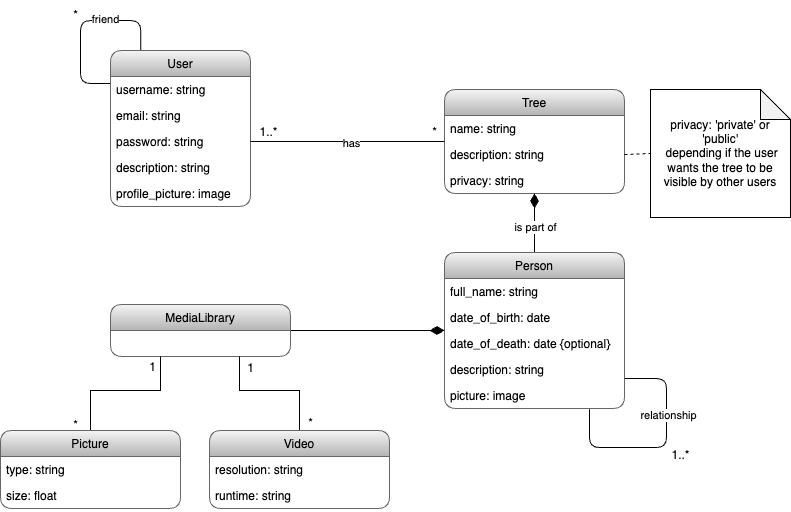 *
friend
User
username: string
email: string
password: string
description: string
profile_picture: image
1..*
has
*
Tree
name: string
description: string
privacy: string
privacy: 'private' or
'public'
depending if the user
wants the tree to be
visible by other users
is part of
Person
full_name: string
date_of_birth: date
date_of_death: date {optional}
description: string
picture: image
relationship
1..*
MediaLibrary
1
1
*
*
Picture
type: string
size: float
Video
resolution: string
runtime: string